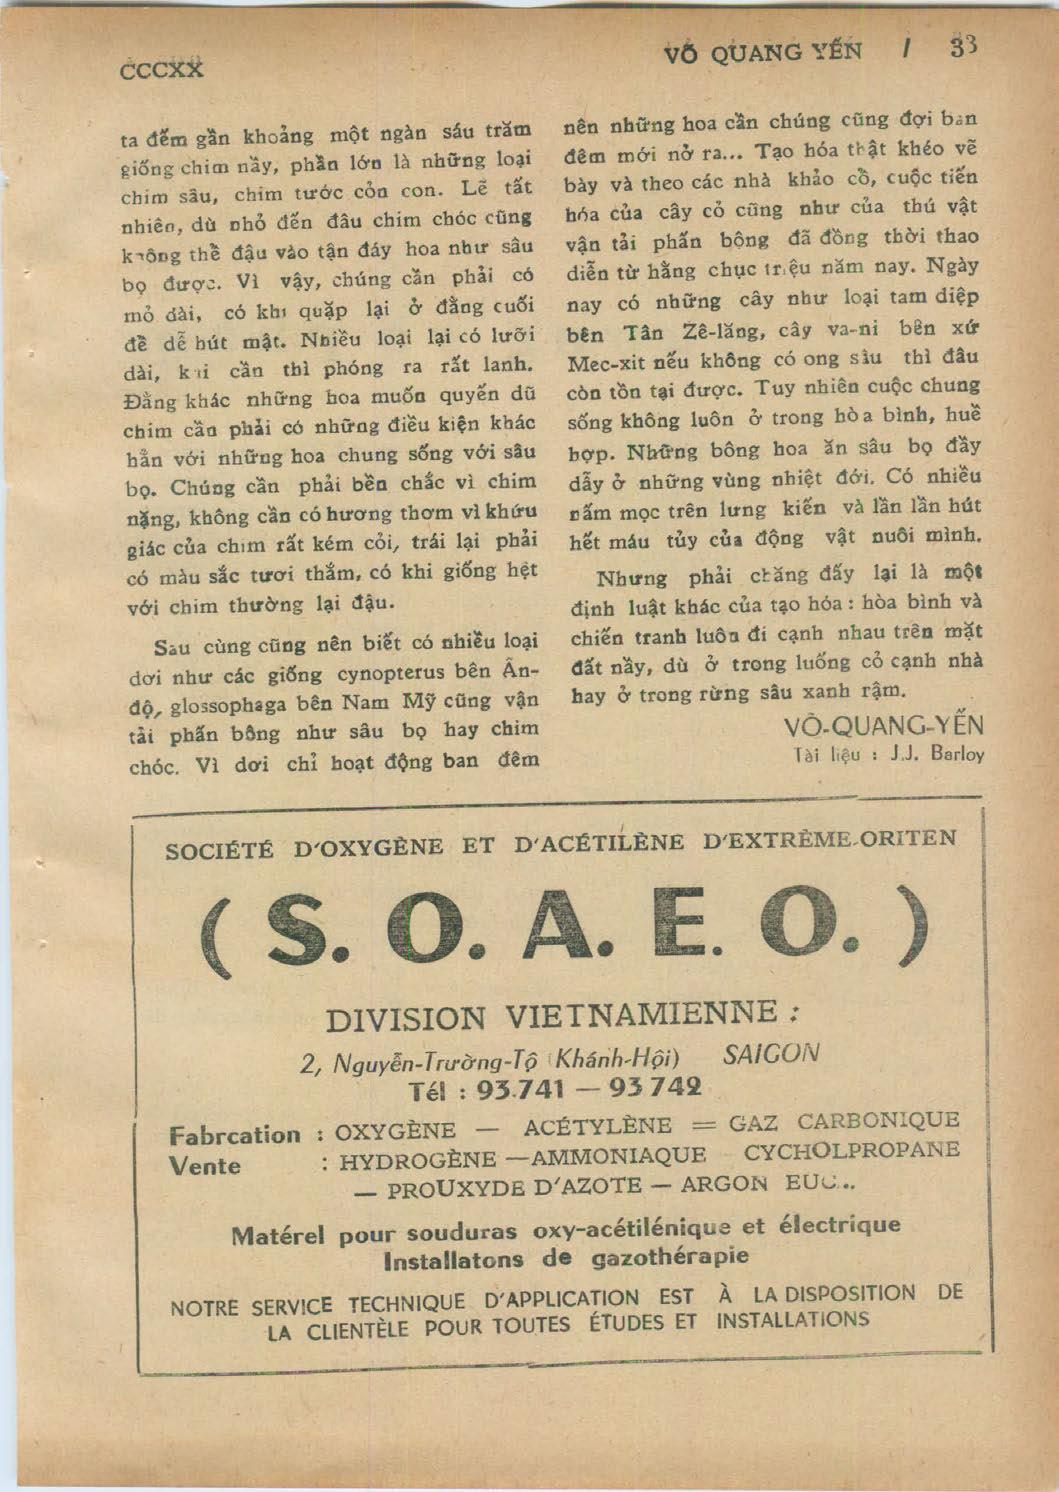 CCCXX
VÕ QUANG YẾN / 33
ta đếm gần khoảng một ngàn sáu trăm
giống chim nầy, phần lớn là những loại
chim sâu, chim tước cỏn con. Lẽ tất
nhiên, dù nhỏ đến đâu chim chóc cũng
không thể đậu vào tận đáy hoa như sâu
bọ được. Vì vậy, chúng cần phải có
mỏ dài, có khi quặp lại ở đằng cuối
để dễ hút mật. Nhiều loại lại có lưỡi
dài, khi cần thì phóng ra rất lanh.
Đằng khác những hoa muốn quyến dũ
chim cần phải có những điều kiện khác
hẳn với những hoa chung sống với sâu
bọ. Chúng cần phải bền chắc vì chim
nặng, không cần có hương thơm vì khứu
giác của chim rất kém cỏi, trái lại phải
có màu sắc tươi thắm, có khi giống hệt
với chim thường lại đậu.
Sau cùng cũng nên biết có nhiều loại
dơi như các giống cynopterus bên Ấn-
độ, glossophaga bên Nam Mỹ cũng vận
tải phấn bông như sâu bọ hay chim
chóc. Vì dơi chỉ hoạt động ban đêm
nên những hoa cần chúng cũng đợi ban
đêm mới nở ra... Tạo hóa thật khéo vẽ
bày và theo các nhà khảo cổ, cuộc tiến
hóa của cây cỏ cũng như của thú vật
vận tải phấn bông đã đồng thời thao
diễn từ hằng chục triệu năm nay. Ngày
nay có những cây như loại tam diệp
bên Tân Zê-lăng, cây va-ni bên xứ
Mec-xit nếu không có ong sâu thì đâu
còn tồn tại được. Tuy nhiên cuộc chung
sống không luôn ở trong hòa bình, huề
hợp. Những bông hoa ăn sâu bọ đầy
dẫy ở những vùng nhiệt đới. Có nhiều
nấm mọc trên lưng kiến và lần lần hút
hết máu tủy của động vật nuôi mình.
Nhưng phải chăng đấy lại là một
định luật khác của tạo hóa : hòa bình và
chiến tranh luôn đi cạnh nhau trên mặt
đất nầy, dù ở trong luống cỏ cạnh nhà
hay ở trong rừng sâu xanh rậm.
VÕ-QUANG-YẾN
Tài liệu : J.J. Barloy
SOCIÉTÉ D'OXYGÈNE ET D'ACÉTILÈNE D'EXTRÈME-ORITEN
( S. O. A. E. O. )
DIVISION VIETNAMIENNE :
2, Nguyễn-Trường-Tộ (Khánh-Hội) SAIGON
Tél : 93.741 — 93 742
Fabrcation : OXYGÈNE — ACÉTYLÈNE = GAZ CARBONIQUE
Vente : HYDROGÈNE —AMMONIAQUE CYCHOLPROPANE
— PROUXYDE D'AZOTE — ARGON EUC...
Matérel pour souduras oxy-acétilénique et électrique
Installatons de gazothérapie
NOTRE SERVICE TECHNIQUE D'APPLICATION EST À LA DISPOSITION DE
LA CLIENTÈLE POUR TOUTES ÉTUDES ET INSTALLATIONS